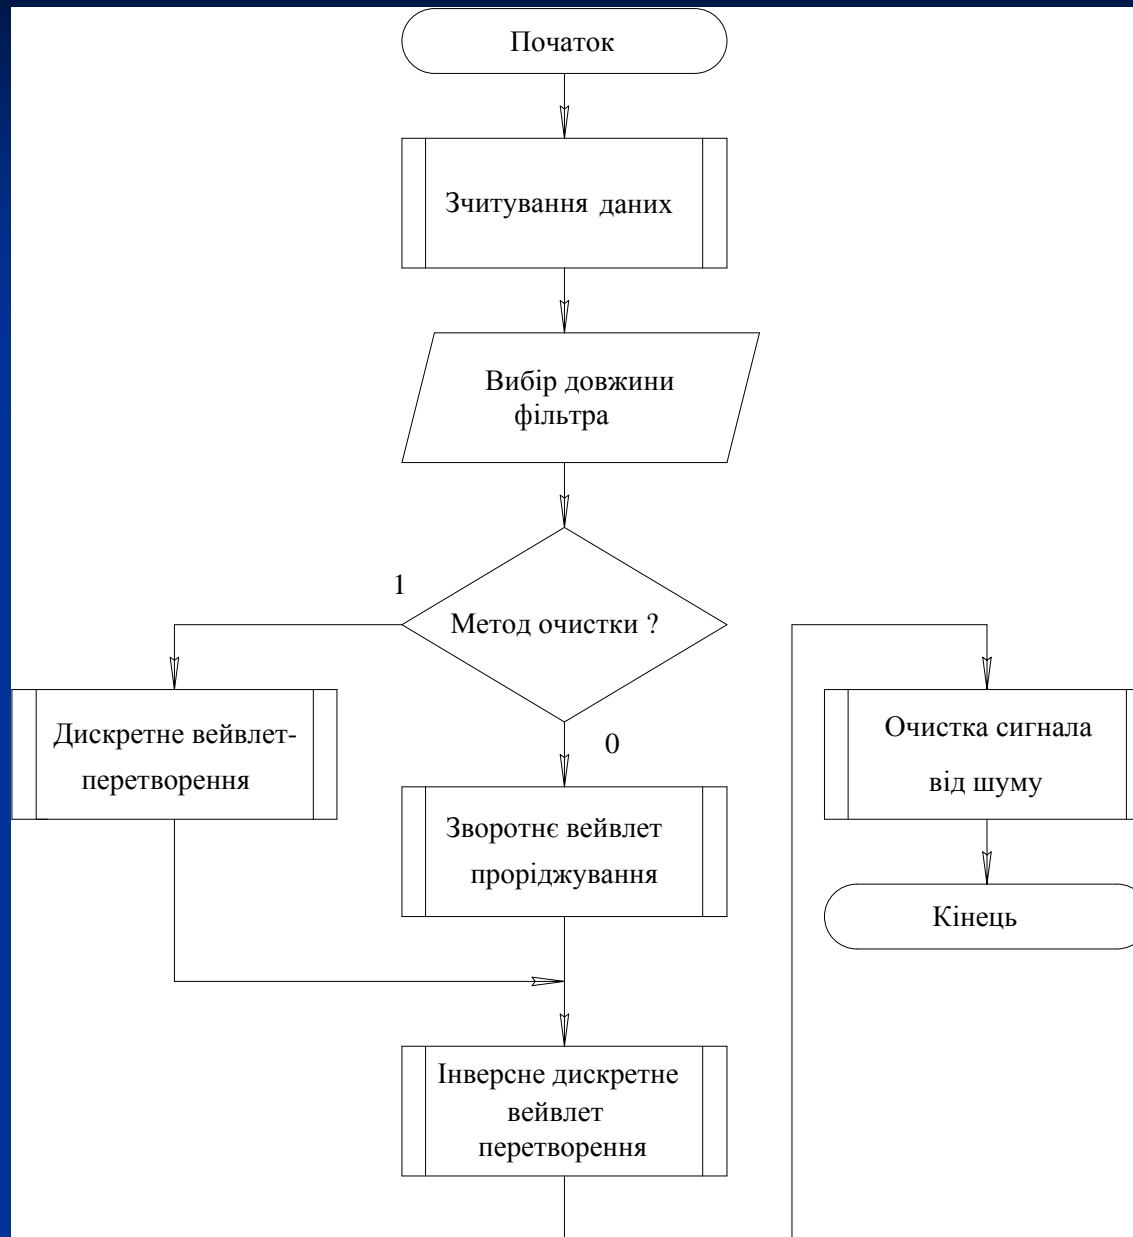 Початок
Зчитування даних
Вибір довжини
фільтра
1
Метод очистки ?
0
Дискретне вейвлет-
перетворення
Зворотнє вейвлет
проріджування
Інверсне дискретне
вейвлет
перетворення
Очистка сигнала
від шуму
Кінець